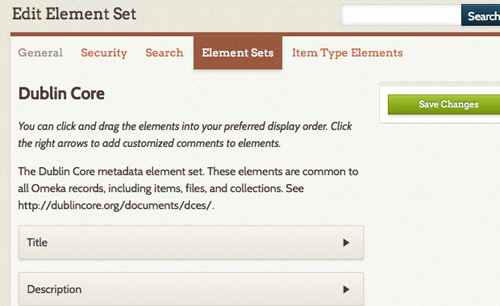 Edit Element Set
Search
General Security Search Element Sets Item Type Elements
Dublin Core
Save Changes
You can click and drag the elements into your preferred display order. Click
the right arrows to add customized comments to elements.
The Dublin Core metadata element set. These elements are common to
all Omeka records, including items, files, and collections. See
http://dublincore.org/documents/dces/.
Title
Description